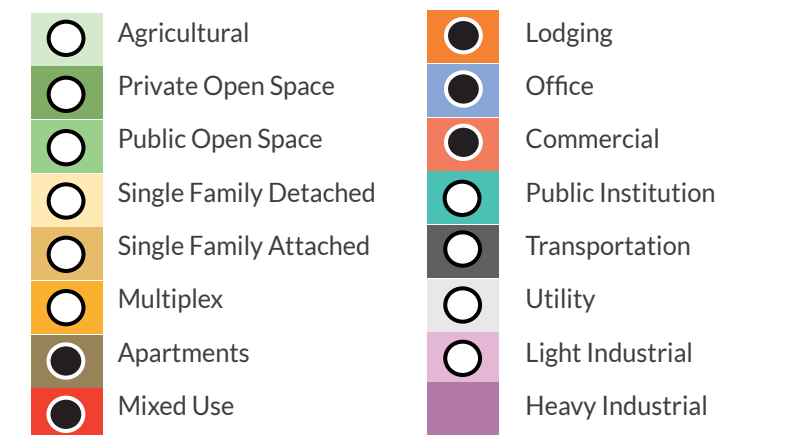 Agricultural
Private Open Space
Public Open Space
Single Family Detached
Single Family Attached
Multiplex
Apartments
Mixed Use
Lodging
Office
Commercial
Public Institution
Transportation
Utility
Light Industrial
Heavy Industrial